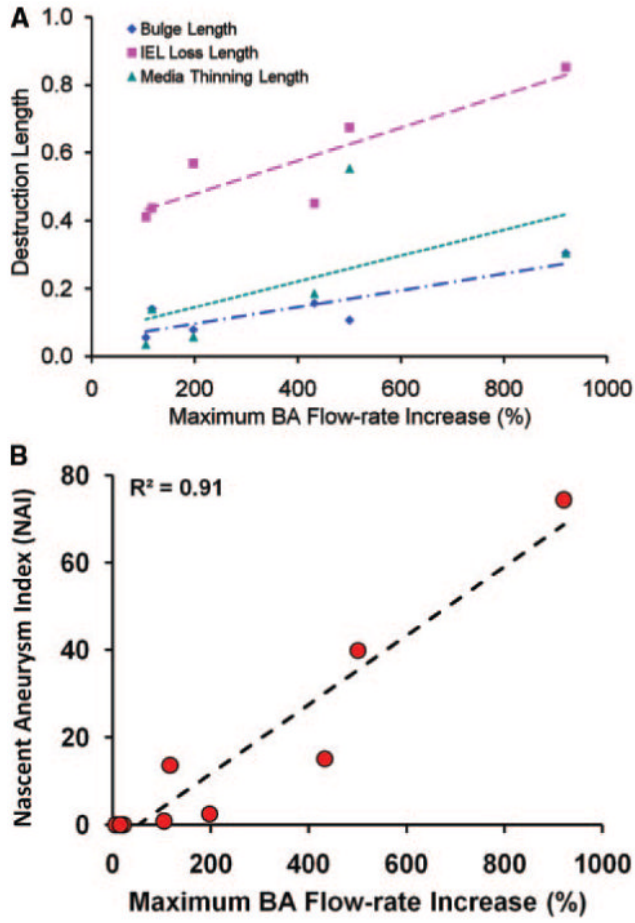 A
Bulge Length
IEL Loss Length
Media Thinning Length
Destruction Length
1.0
0.8
0.6
0.4
0.2
0.0
0 200 400 600 800 1000
Maximum BA Flow-rate Increase (%)
B
R² = 0.91
Nascent Aneurysm Index (NAI)
80
60
40
20
0
0 200 400 600 800 1000
Maximum BA Flow-rate Increase (%)